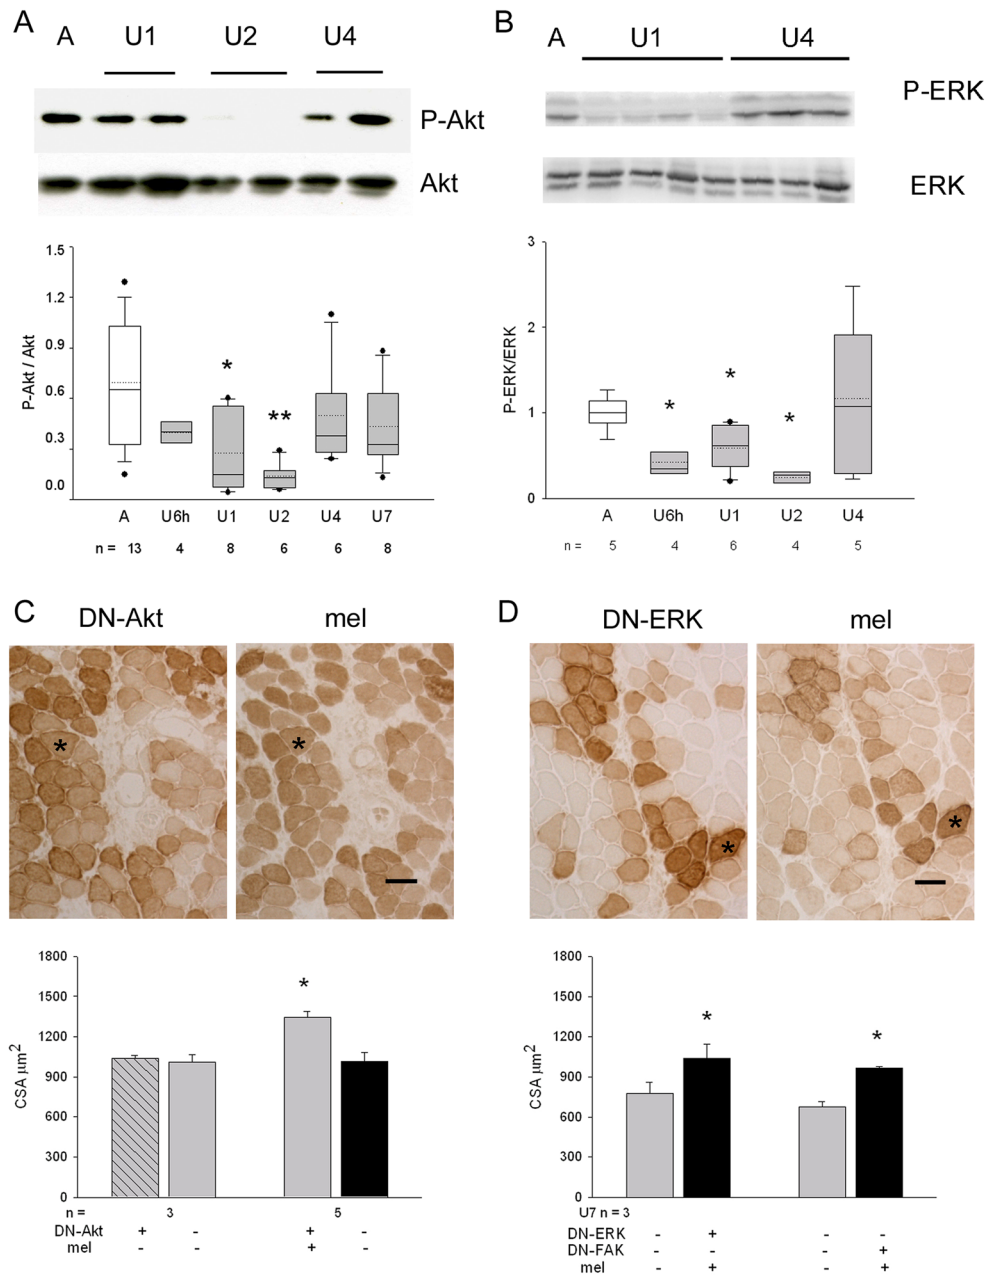 A
A U1 U2 U4
P-Akt
Akt
P-Akt / Akt
1.5
1.2
0.9
0.6
0.3
0.0
*
**
A U6h U1 U2 U4 U7
n = 13 4 8 6 6 8
B
A U1 U4
P-ERK
ERK
P-ERK/ERK
3
2
1
0
* * *
A U6h U1 U2 U4
n = 5 4 6 4 5
C
DN-Akt mel
* *
CSA µm2
1800
1500
1200
900
600
300
0
*
n = 3 5
DN-Akt + - + -
mel - - + -
D
DN-ERK mel
* *
CSA µm2
1800
1500
1200
900
600
300
0
* *
U7 n = 3
DN-ERK - + - -
DN-FAK - - - +
mel - + - +